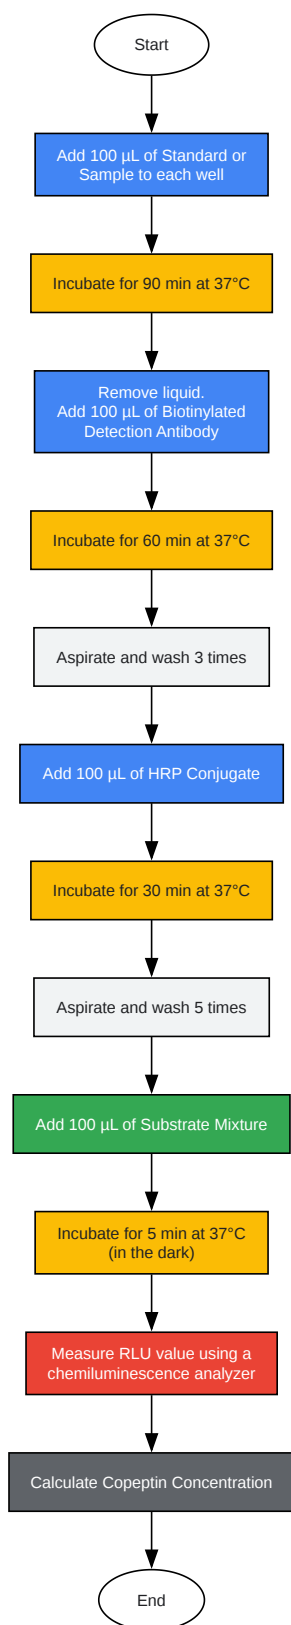 Start
Add 100 µL of Standard or
Sample to each well
Incubate for 90 min at 37°C
Remove liquid.
Add 100 µL of Biotinylated
Detection Antibody
Incubate for 60 min at 37°C
Aspirate and wash 3 times
Add 100 µL of HRP Conjugate
Incubate for 30 min at 37°C
Aspirate and wash 5 times
Add 100 µL of Substrate Mixture
Incubate for 5 min at 37°C
(in the dark)
Measure RLU value using a
chemiluminescence analyzer
Calculate Copeptin Concentration
End